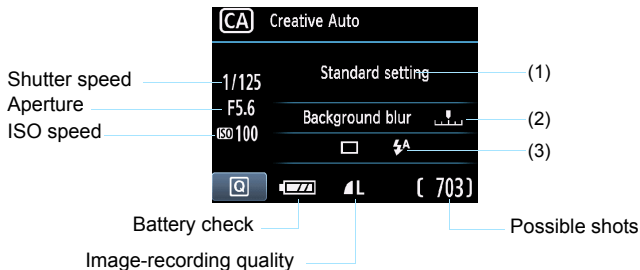 CA Creative Auto
Shutter speed 1/125 Standard setting (1)
Aperture F5.6
ISO speed ISO 100 Background blur (2)
A (3)
Q L [ 703]
Battery check Possible shots
Image-recording quality